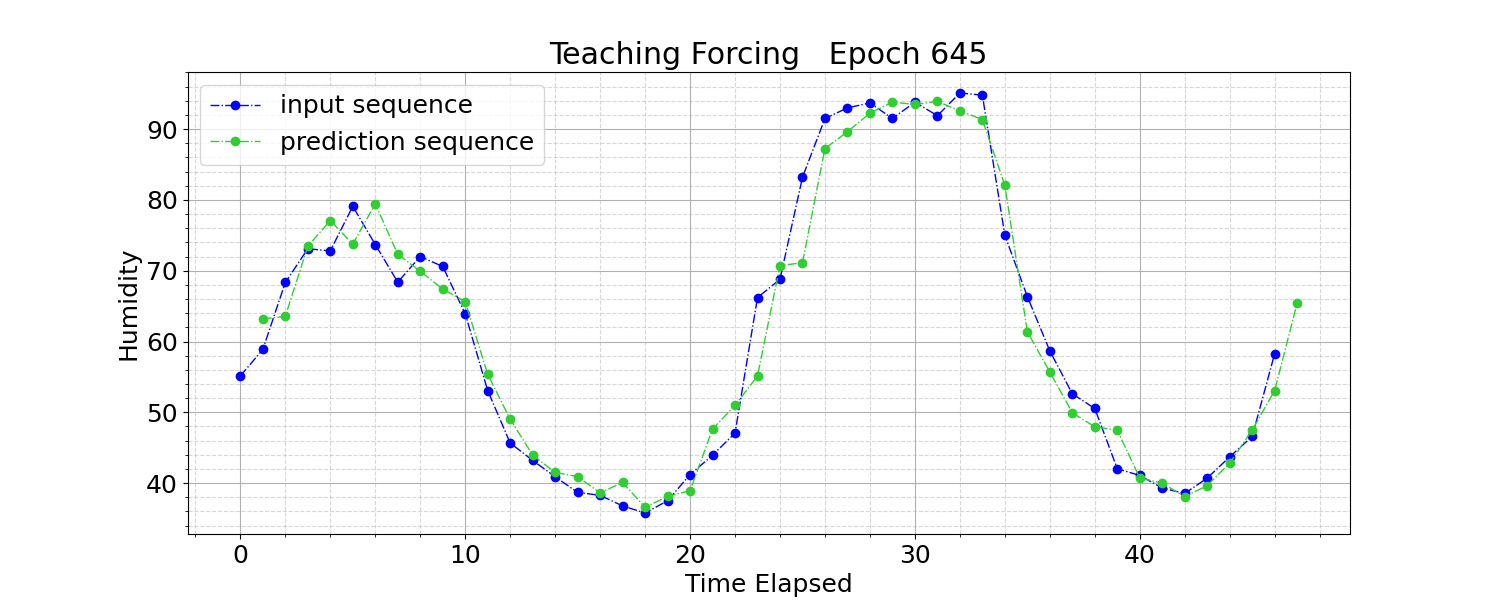 Teaching Forcing   Epoch 645
input sequence
prediction sequence
90
80
70
60
50
40
Humidity
0 10 20 30 40
Time Elapsed